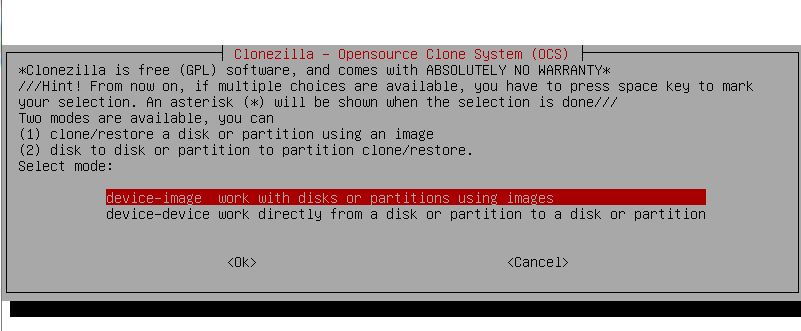 Clonezilla - Opensource Clone System (OCS)
*Clonezilla is free (GPL) software, and comes with ABSOLUTELY NO WARRANTY*
///Hint! From now on, if multiple choices are available, you have to press space key to mark
your selection. An asterisk (*) will be shown when the selection is done///
Two modes are available, you can
(1) clone/restore a disk or partition using an image
(2) disk to disk or partition to partition clone/restore.
Select mode:
device-image work with disks or partitions using images
device-device work directly from a disk or partition to a disk or partition
<Ok> <Cancel>